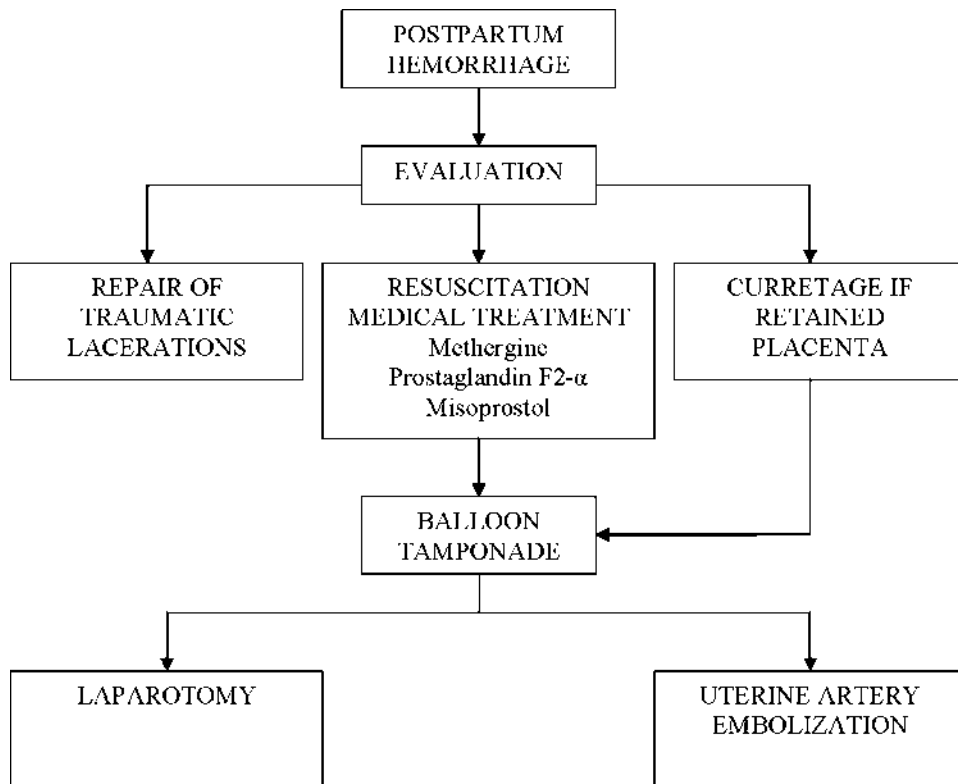 POSTPARTUM
HEMORRHAGE
EVALUATION
REPAIR OF
TRAUMATIC
LACERATIONS
RESUSCITATION
MEDICAL TREATMENT
Methergine
Prostaglandin F2-α
Misoprostol
CURRETAGE IF
RETAINED
PLACENTA
BALLOON
TAMPONADE
LAPAROTOMY
UTERINE ARTERY
EMBOLIZATION